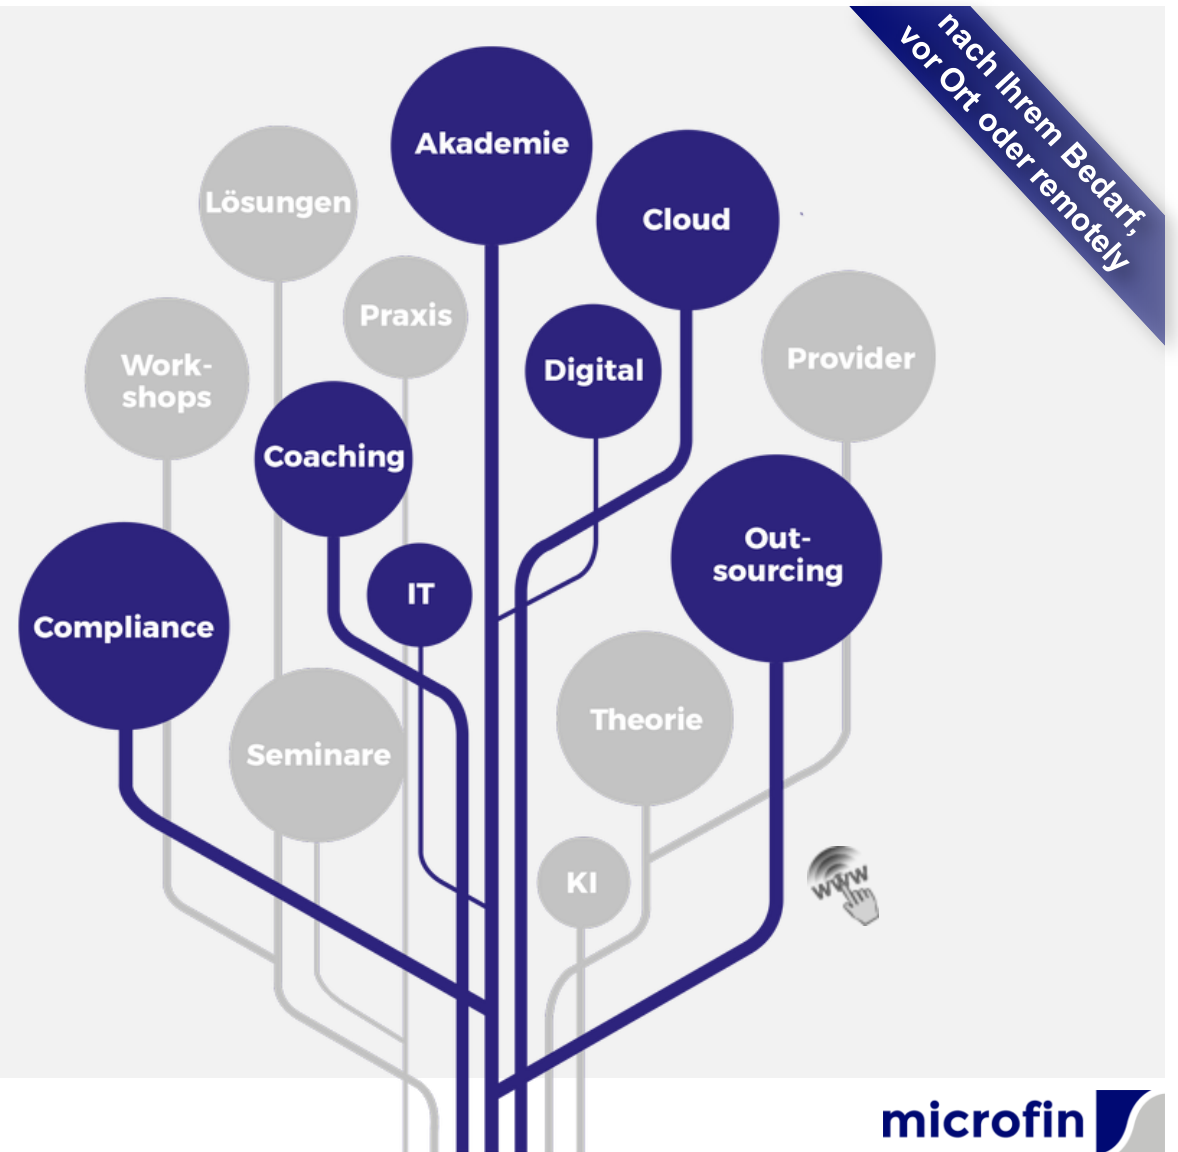 nach Ihrem Bedarf,
vor Ort oder remotely
Akademie
Lösungen
Cloud
Praxis
Work-
shops
Digital
Provider
Coaching
Out-
sourcing
IT
Compliance
Theorie
Seminare
KI
www
microfin